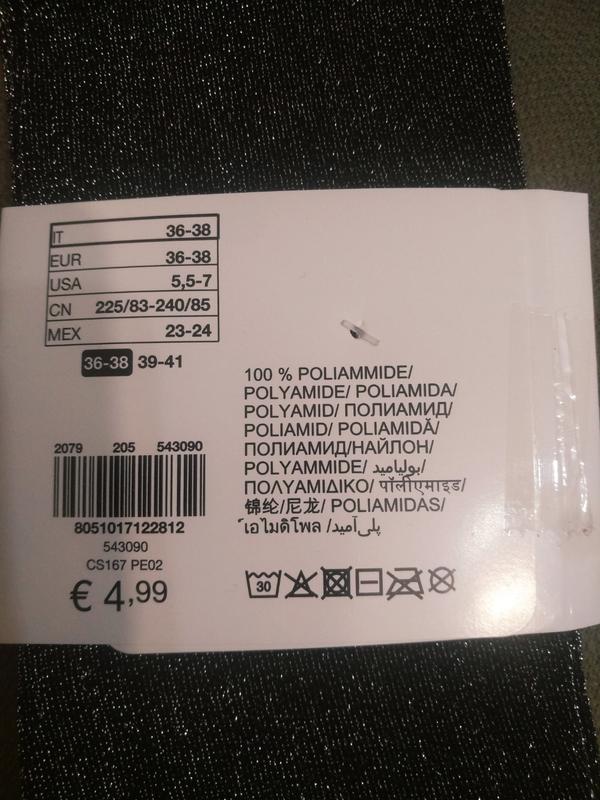 IT 36-38
EUR 36-38
USA 5,5-7
CN 225/83-240/85
MEX 23-24
36-38 39-41
2079 205 543090
8051017122812
543090
CS167 PE02
€ 4,99
100 % POLIAMMIDE/
POLYAMIDE/ POLIAMIDA/
POLYAMID/ ПОЛИАМИД/
POLIAMID/ POLIAMIDĂ/
ПОЛИАМИД/НАЙЛОН/
POLYAMMIDE/ بولياميد/
ΠΟΛΥΑΜΙΔΙΚΟ/ पॉलीएमाइड/
锦纶/尼龙/ POLIAMIDAS/
ใอไมดิโพล /پلی‌آمید/
30